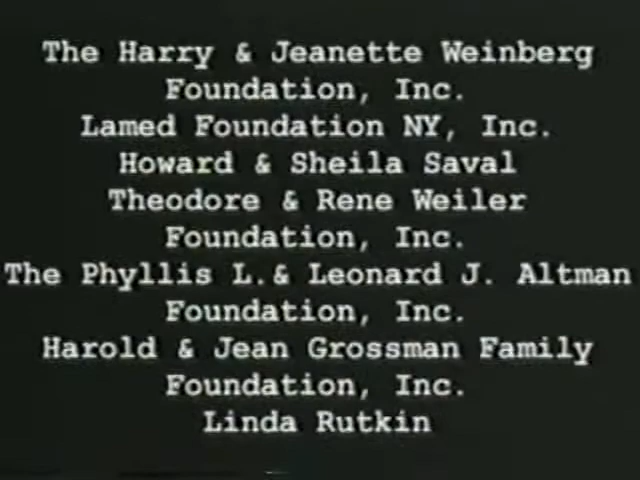 The Harry & Jeanette Weinberg
Foundation, Inc.
Lamed Foundation NY, Inc.
Howard & Sheila Saval
Theodore & Rene Weiler
Foundation, Inc.
The Phyllis L.& Leonard J. Altman
Foundation, Inc.
Harold & Jean Grossman Family
Foundation, Inc.
Linda Rutkin